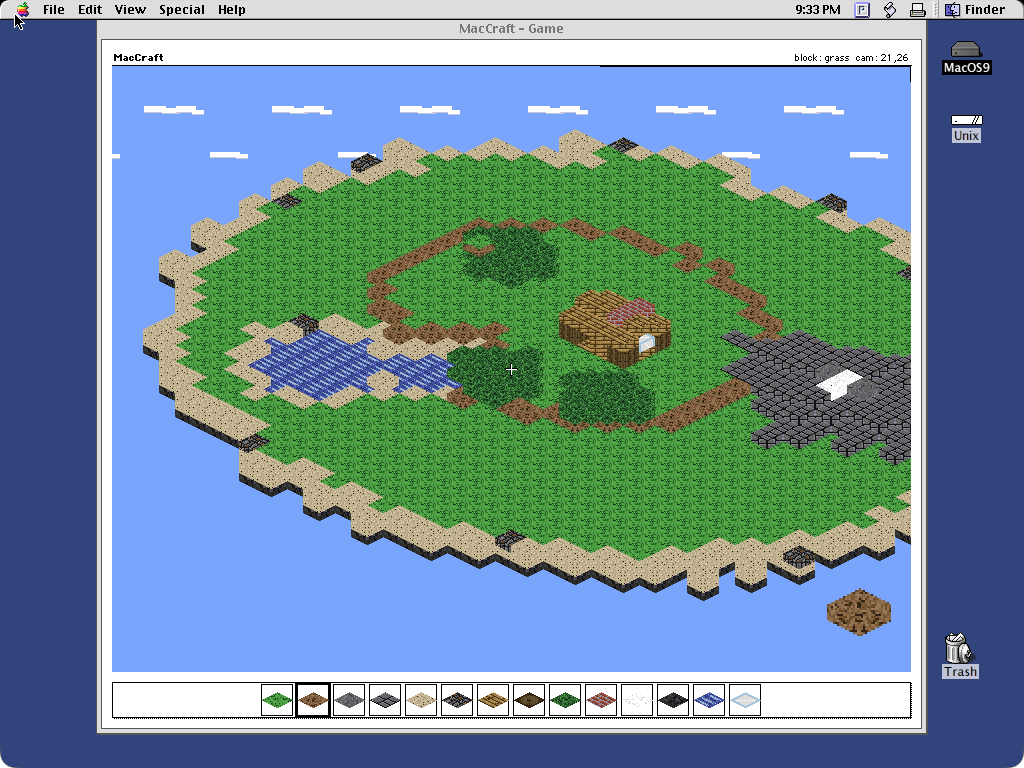 File Edit View Special Help 9:33 PM Finder
MacCraft - Game
MacCraft block: grass cam: 21,26
MacOS9
Unix
Trash